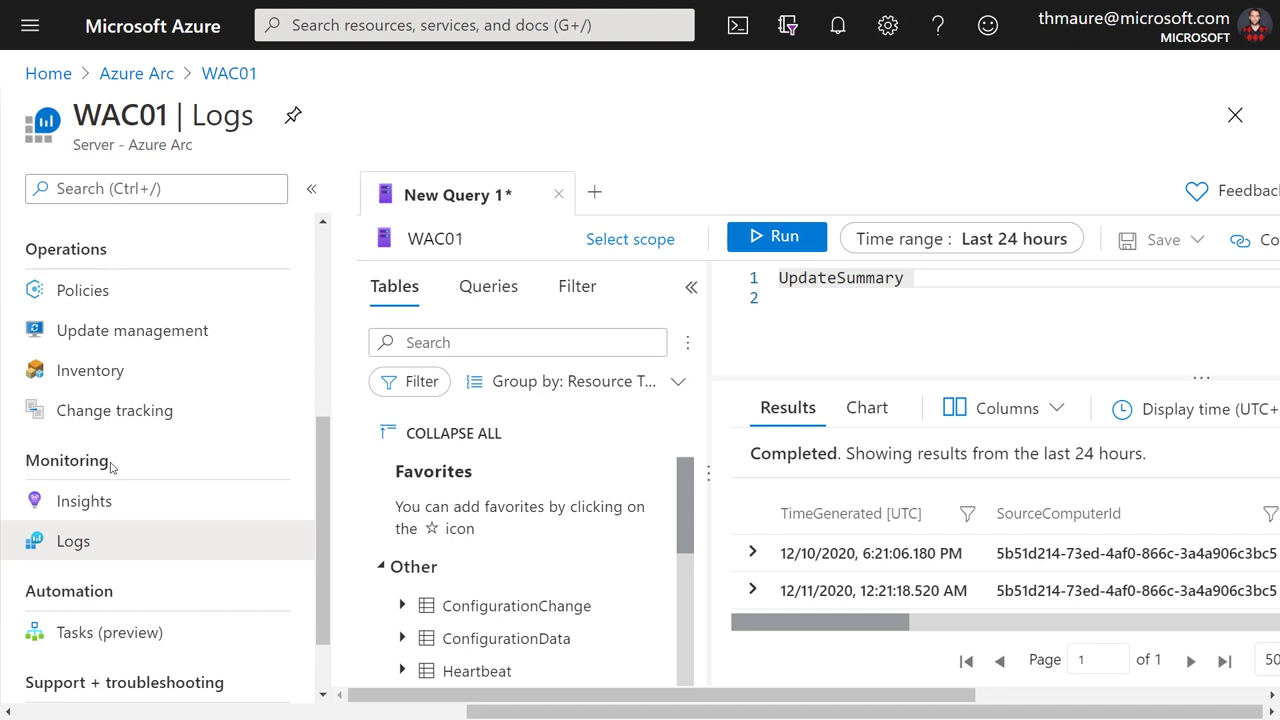 Microsoft Azure
Search resources, services, and docs (G+/)
thmaure@microsoft.com
MICROSOFT
Home > Azure Arc > WAC01
WAC01 | Logs
Server - Azure Arc
Search (Ctrl+/)
Operations
Policies
Update management
Inventory
Change tracking
Monitoring
Insights
Logs
Automation
Tasks (preview)
Support + troubleshooting
New Query 1*
Feedbac
WAC01
Select scope
Run
Time range : Last 24 hours
Save
Co
Tables Queries Filter
Search
Filter
Group by: Resource T...
COLLAPSE ALL
Favorites
You can add favorites by clicking on
the ☆ icon
Other
ConfigurationChange
ConfigurationData
Heartbeat
1 UpdateSummary
2
Results Chart Columns Display time (UTC+
Completed. Showing results from the last 24 hours.
TimeGenerated [UTC] SourceComputerId
12/10/2020, 6:21:06.180 PM 5b51d214-73ed-4af0-866c-3a4a906c3bc5
12/11/2020, 12:21:18.520 AM 5b51d214-73ed-4af0-866c-3a4a906c3bc5
Page 1 of 1 50